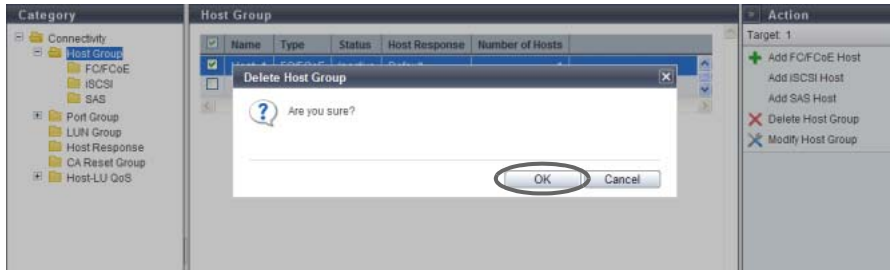 Category
Connectivity
Host Group
FC/FCoE
iSCSI
SAS
Port Group
LUN Group
Host Response
CA Reset Group
Host-LU QoS
Host Group
Name Type Status Host Response Number of Hosts
Delete Host Group
Are you sure?
OK Cancel
Action
Target: 1
Add FC/FCoE Host
Add iSCSI Host
Add SAS Host
Delete Host Group
Modify Host Group